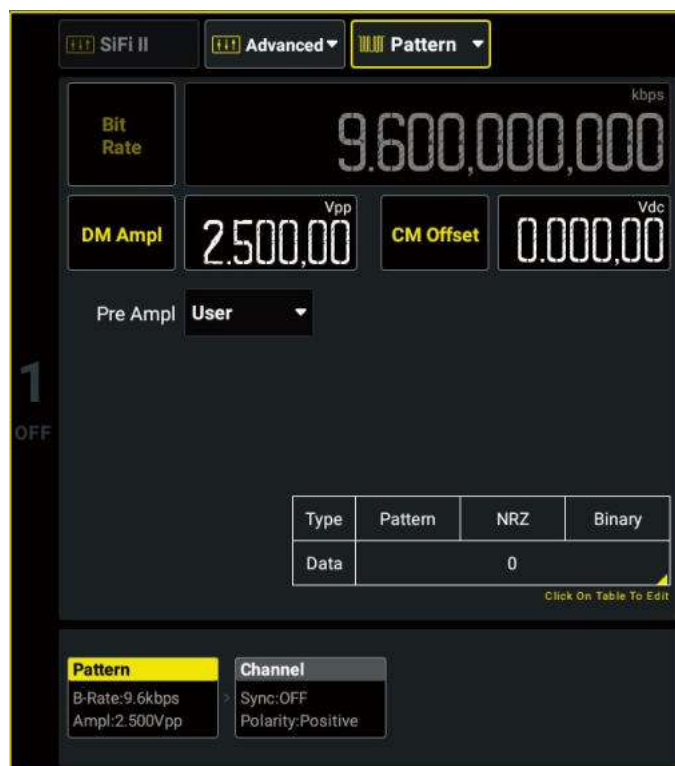 SiFi II
Advanced
Pattern
Bit
Rate
kbps
9.600,000,000
DM Ampl
Vpp
2.500,00
CM Offset
Vdc
0.000,00
Pre Ampl
User
1
OFF
Type Pattern NRZ Binary
Data 0
Click On Table To Edit
Pattern
B-Rate:9.6kbps
Ampl:2.500Vpp
Channel
Sync:OFF
Polarity:Positive